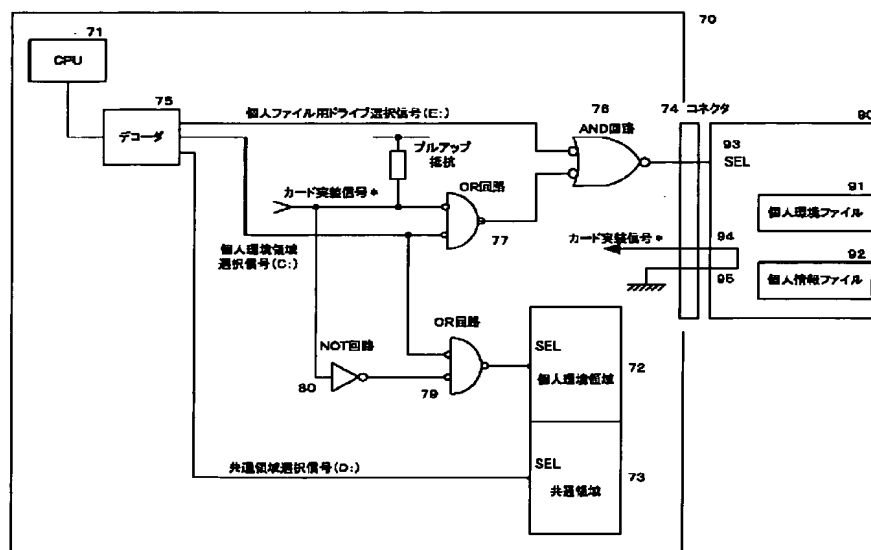 70
71
CPU
75
デコーダ
個人ファイル用ドライブ選択信号(E:)
プルアップ
抵抗
カード実装信号*
OR回路
77
個人環境領域
選択信号(C:)
76
AND回路
74 コネクタ
90
93
SEL
91
個人環境ファイル
カード実装信号*
94
95
92
個人情報ファイル
NOT回路
80
OR回路
79
SEL
個人環境領域
72
共通領域選択信号(D:)
SEL
共通領域
73